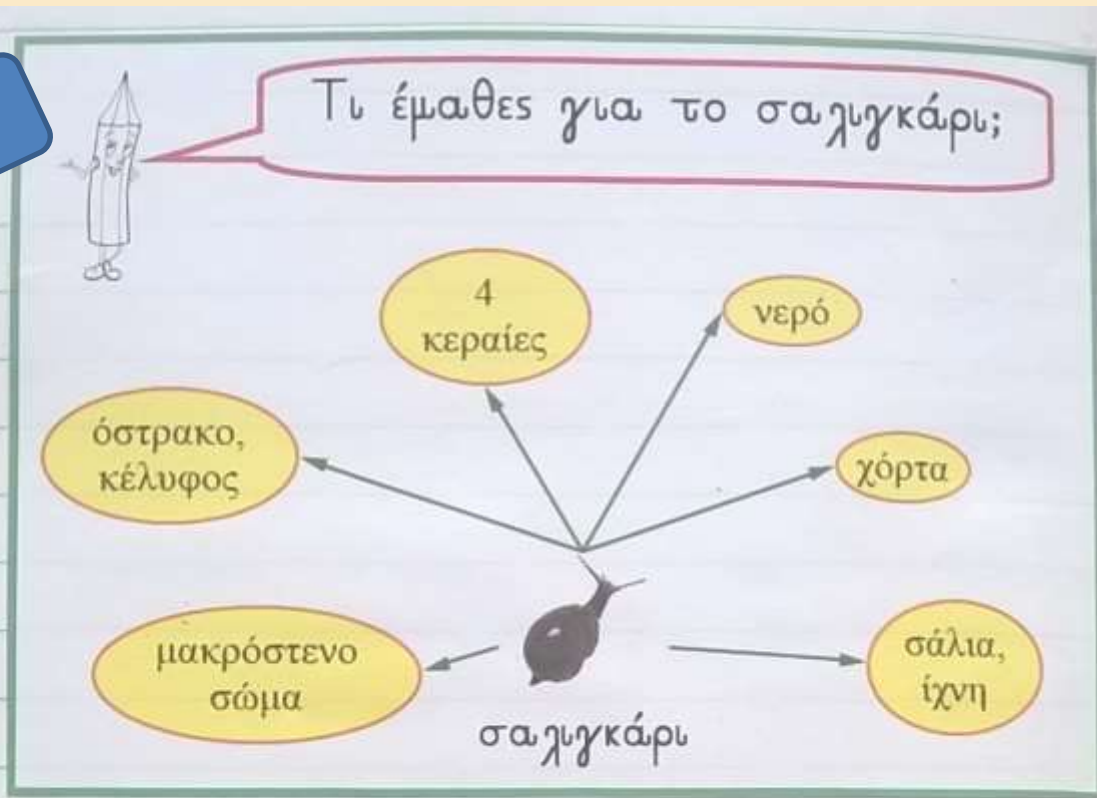 Τι έμαθες για το σαλιγκάρι;
4
κεραίες
νερό
όστρακο,
κέλυφος
χόρτα
μακρόστενο
σώμα
σάλια,
ίχνη
σαλιγκάρι